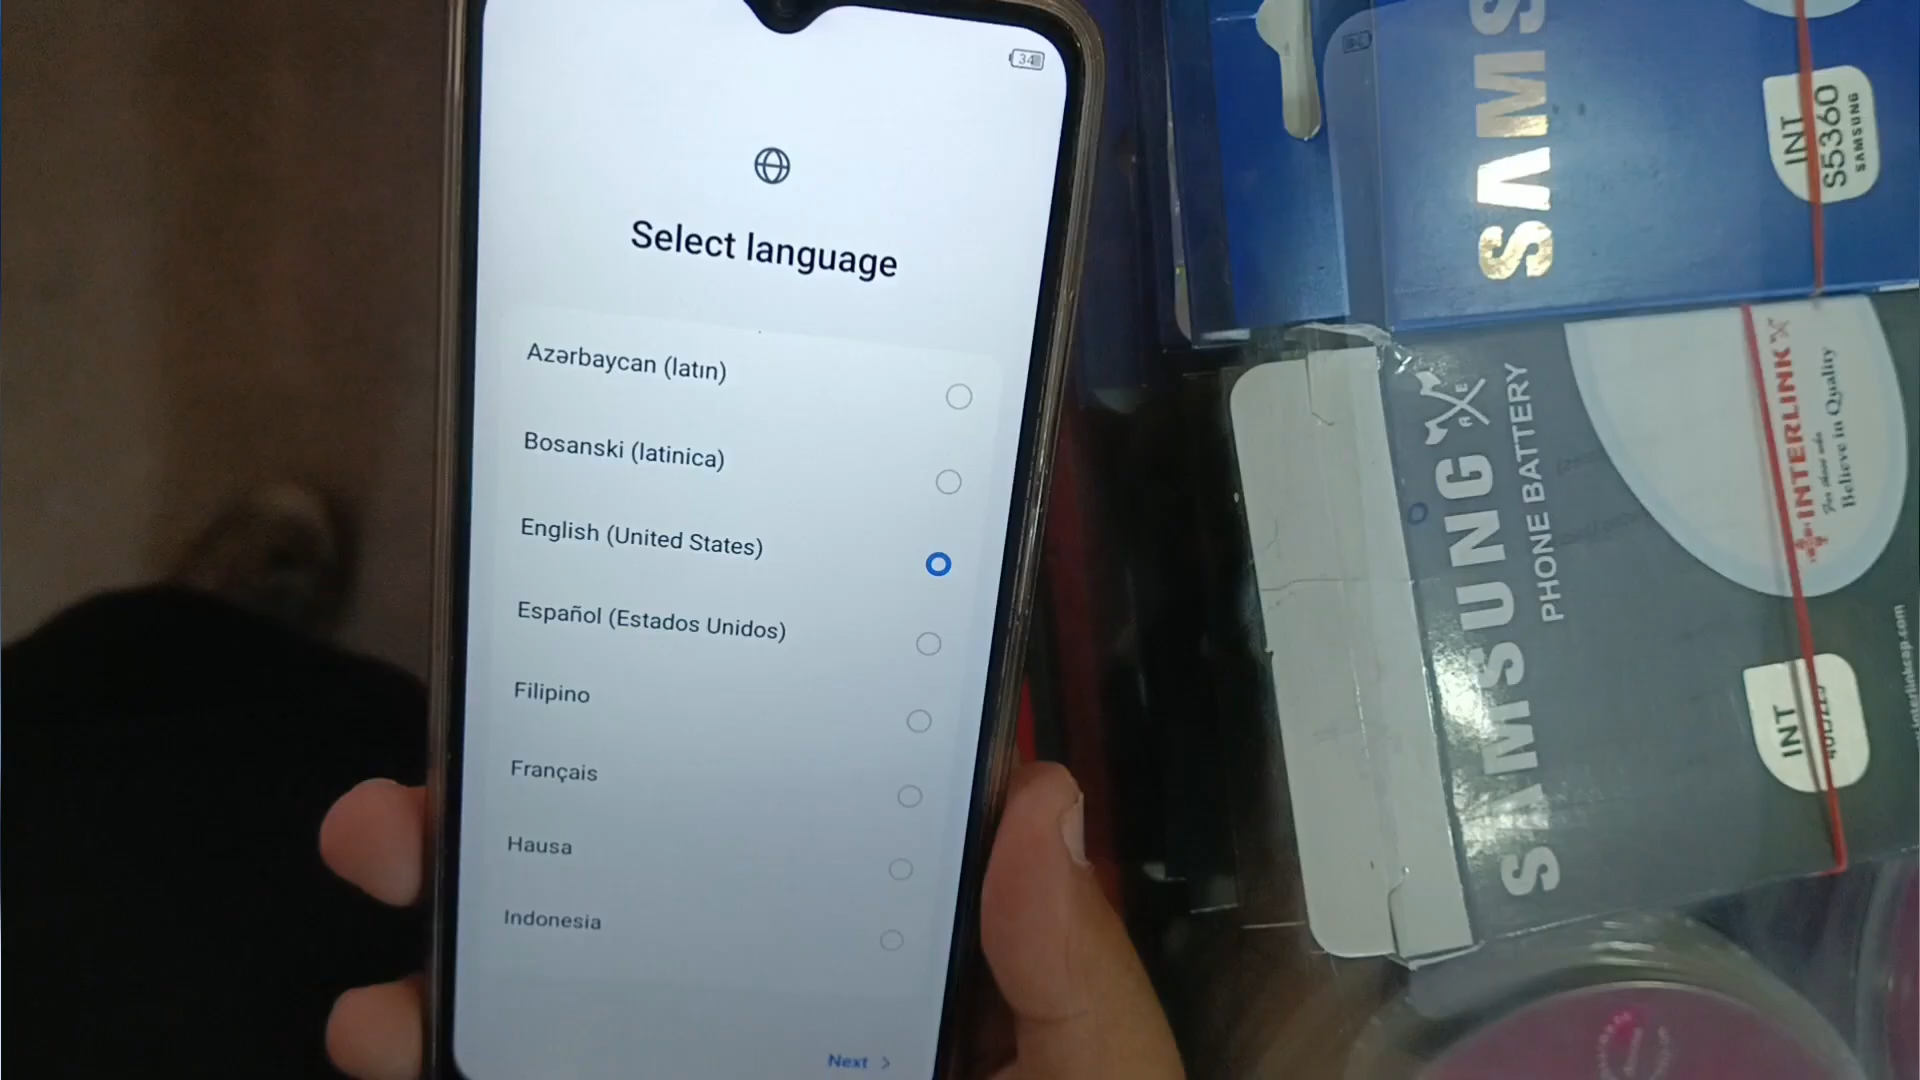 34
Select language
Azərbaycan (latın)
Bosanski (latinica)
English (United States)
Español (Estados Unidos)
Filipino
Français
Hausa
Indonesia
Next >
SAMS
INT
S5360
SAMSUNG
SAMSUNG
AXE
PHONE BATTERY
INTERLINK
Believe in Quality
INT